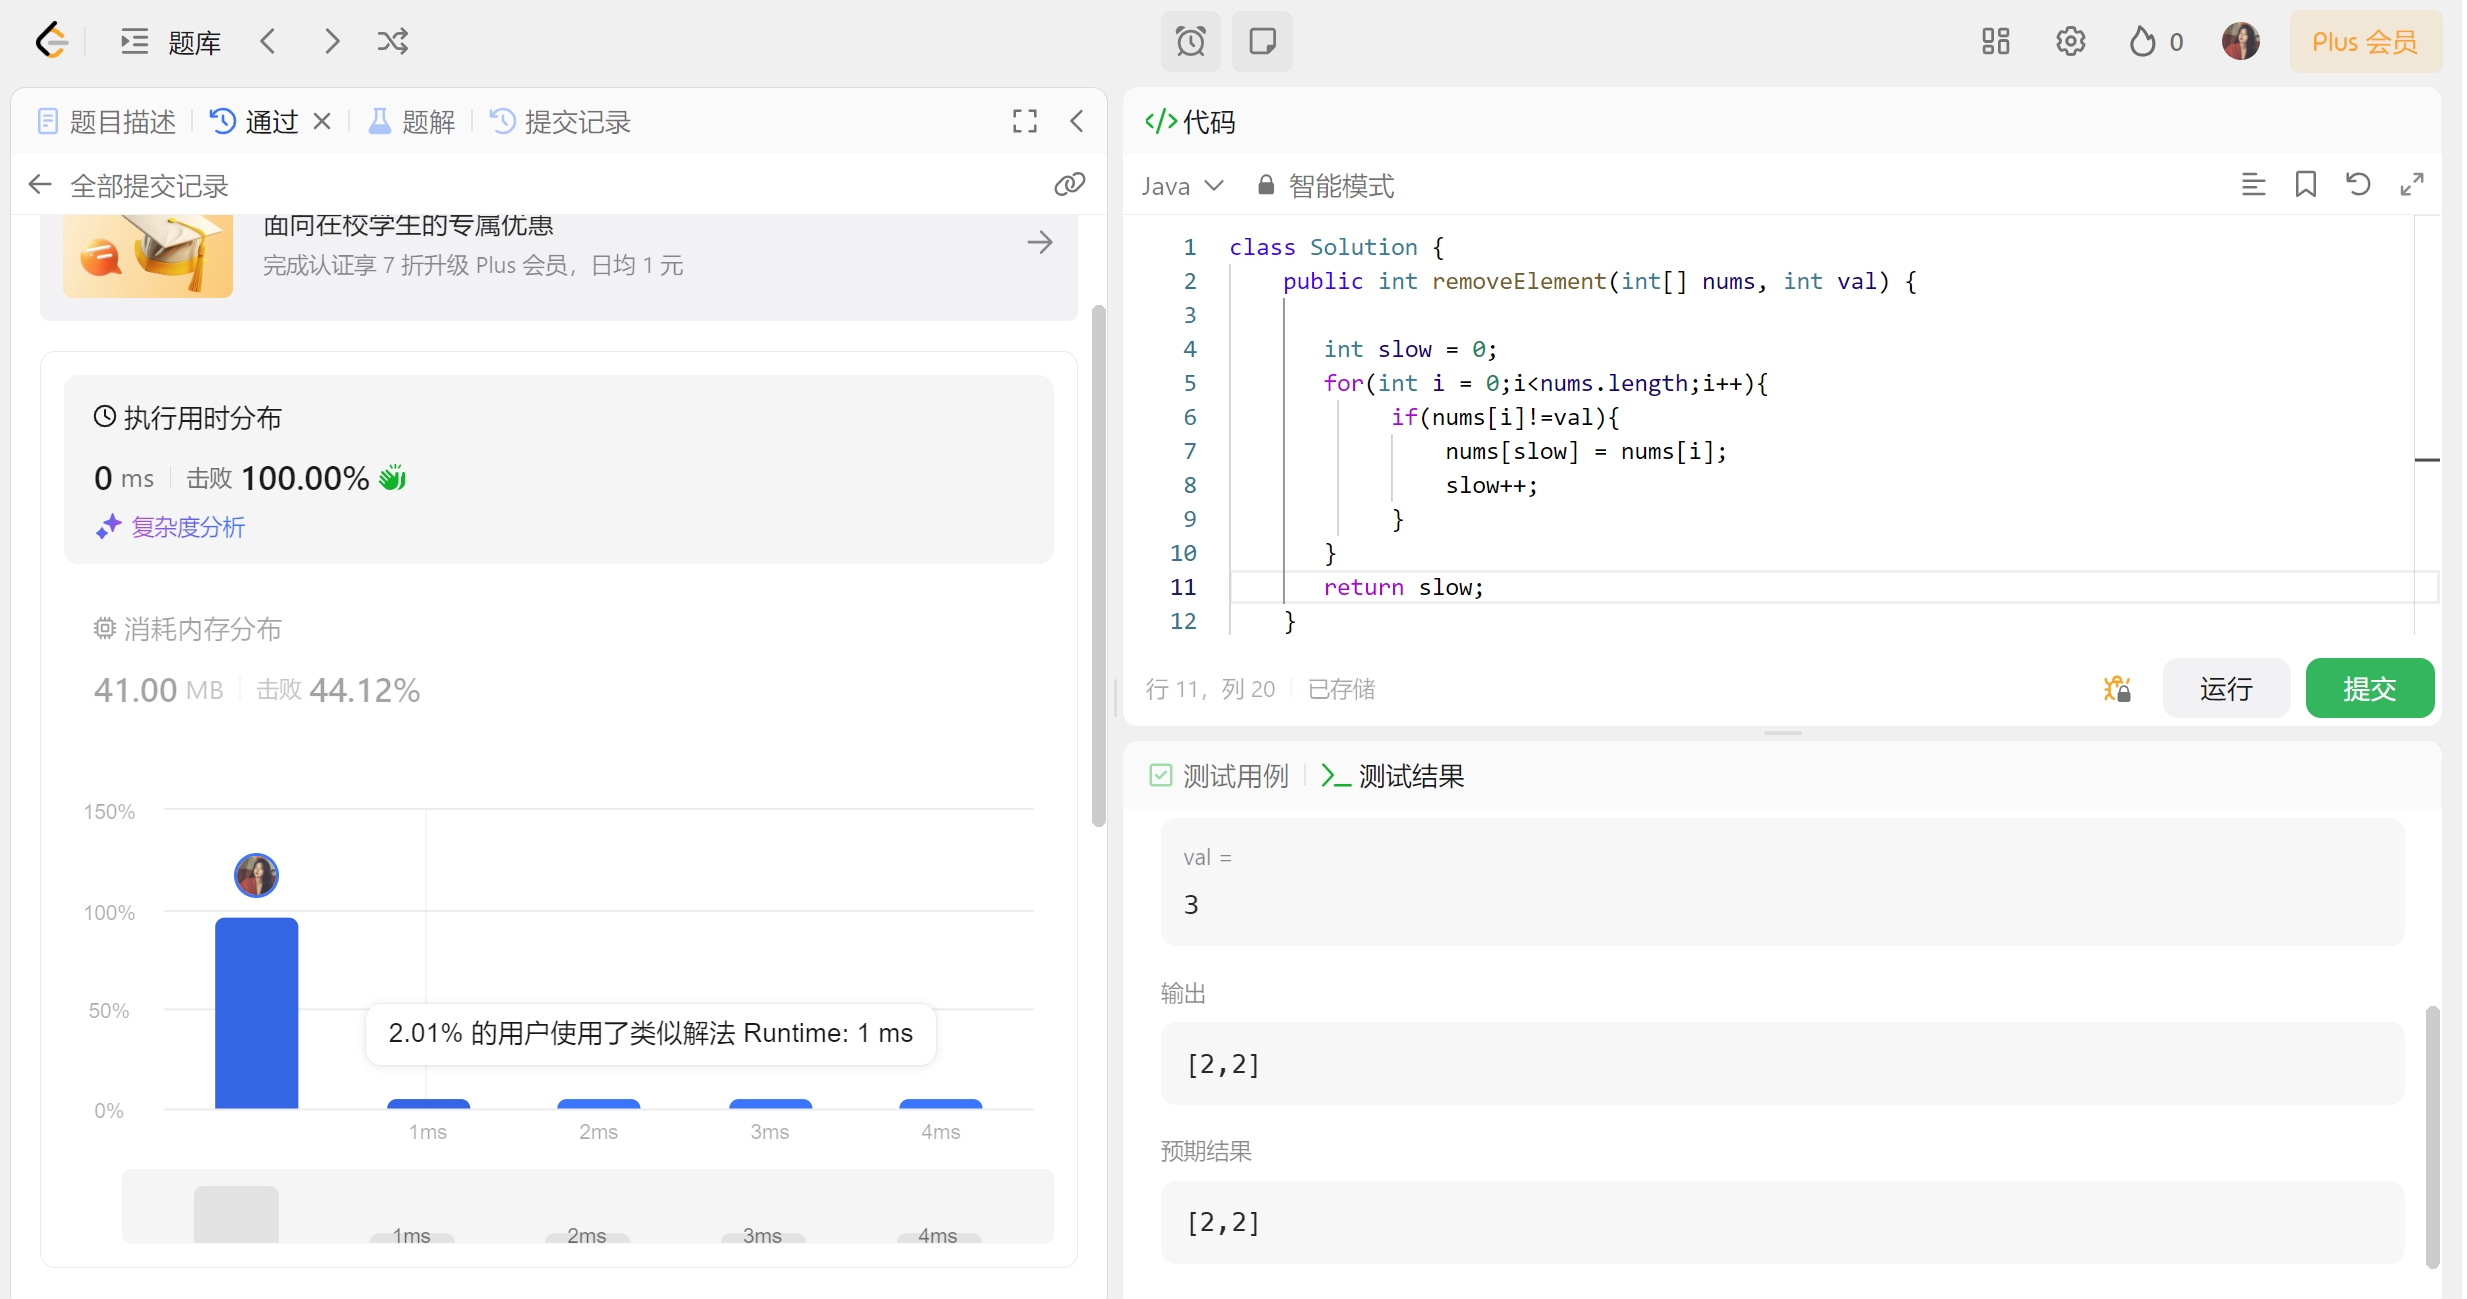 题库
0
Plus 会员
题目描述
通过
题解
提交记录
全部提交记录
面向在校学生的专属优惠
完成认证享 7 折升级 Plus 会员，日均 1 元
执行用时分布
0 ms
击败 100.00%
复杂度分析
消耗内存分布
41.00 MB
击败 44.12%
150%
100%
50%
0%
2.01% 的用户使用了类似解法 Runtime: 1 ms
1ms
2ms
3ms
4ms
1ms
2ms
3ms
4ms
</>代码
Java
智能模式
1 class Solution {
2     public int removeElement(int[] nums, int val) {
3
4        int slow = 0;
5        for(int i = 0;i<nums.length;i++){
6             if(nums[i]!=val){
7                 nums[slow] = nums[i];
8                 slow++;
9             }
10        }
11        return slow;
12     }
行 11，列 20
已存储
运行
提交
测试用例
测试结果
val =
3
输出
[2,2]
预期结果
[2,2]